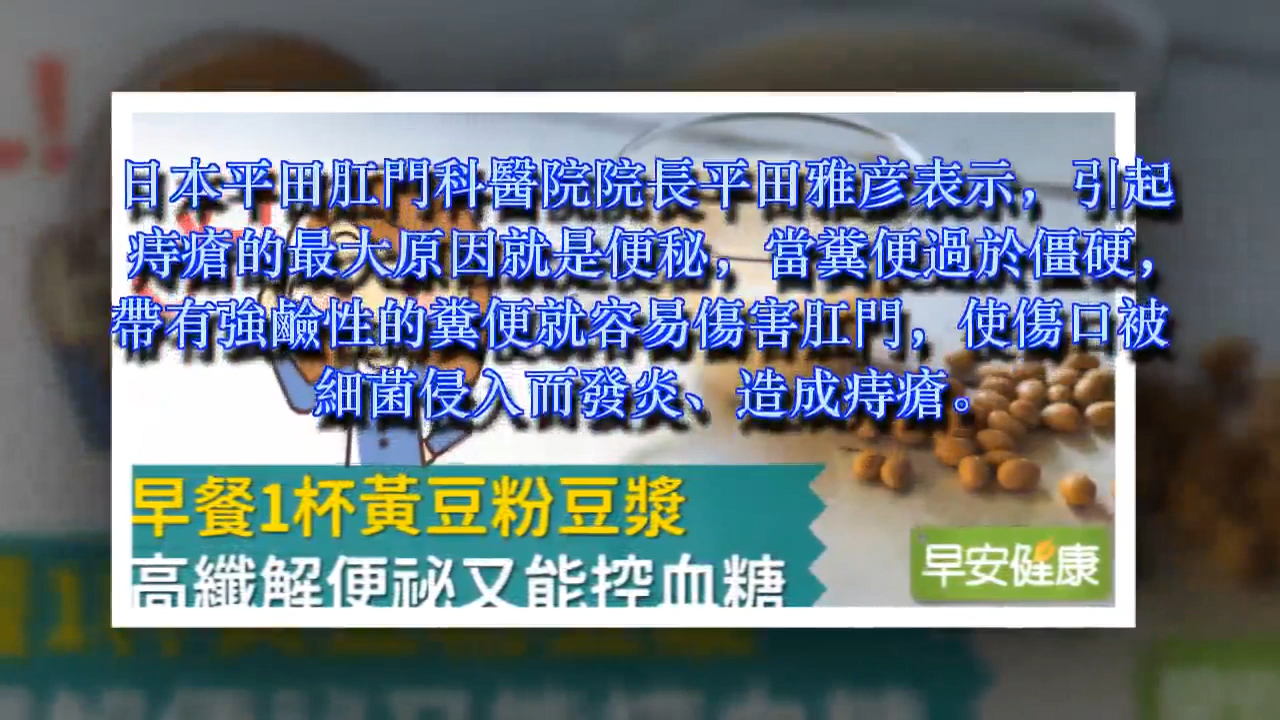 日本平田肛門科醫院院長平田雅彦表示，引起
痔瘡的最大原因就是便秘，當糞便過於僵硬，
帶有強鹼性的糞便就容易傷害肛門，使傷口被
細菌侵入而發炎、造成痔瘡。
早餐1杯黃豆粉豆漿
高纖解便祕又能控血糖
早安健康